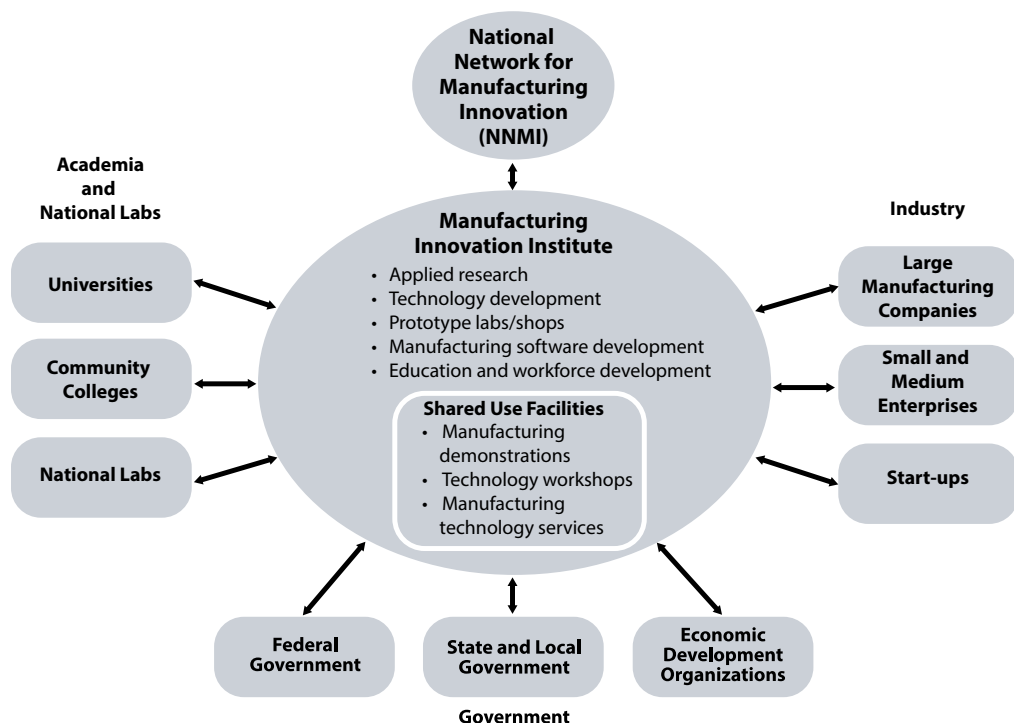 National
Network for
Manufacturing
Innovation
(NNMI)
Academia
and
National Labs
Universities
Community
Colleges
National Labs
Manufacturing
Innovation Institute
• Applied research
• Technology development
• Prototype labs/shops
• Manufacturing software development
• Education and workforce development
Shared Use Facilities
• Manufacturing
demonstrations
• Technology workshops
• Manufacturing
technology services
Industry
Large
Manufacturing
Companies
Small and
Medium
Enterprises
Start-ups
Federal
Government
State and Local
Government
Economic
Development
Organizations
Government